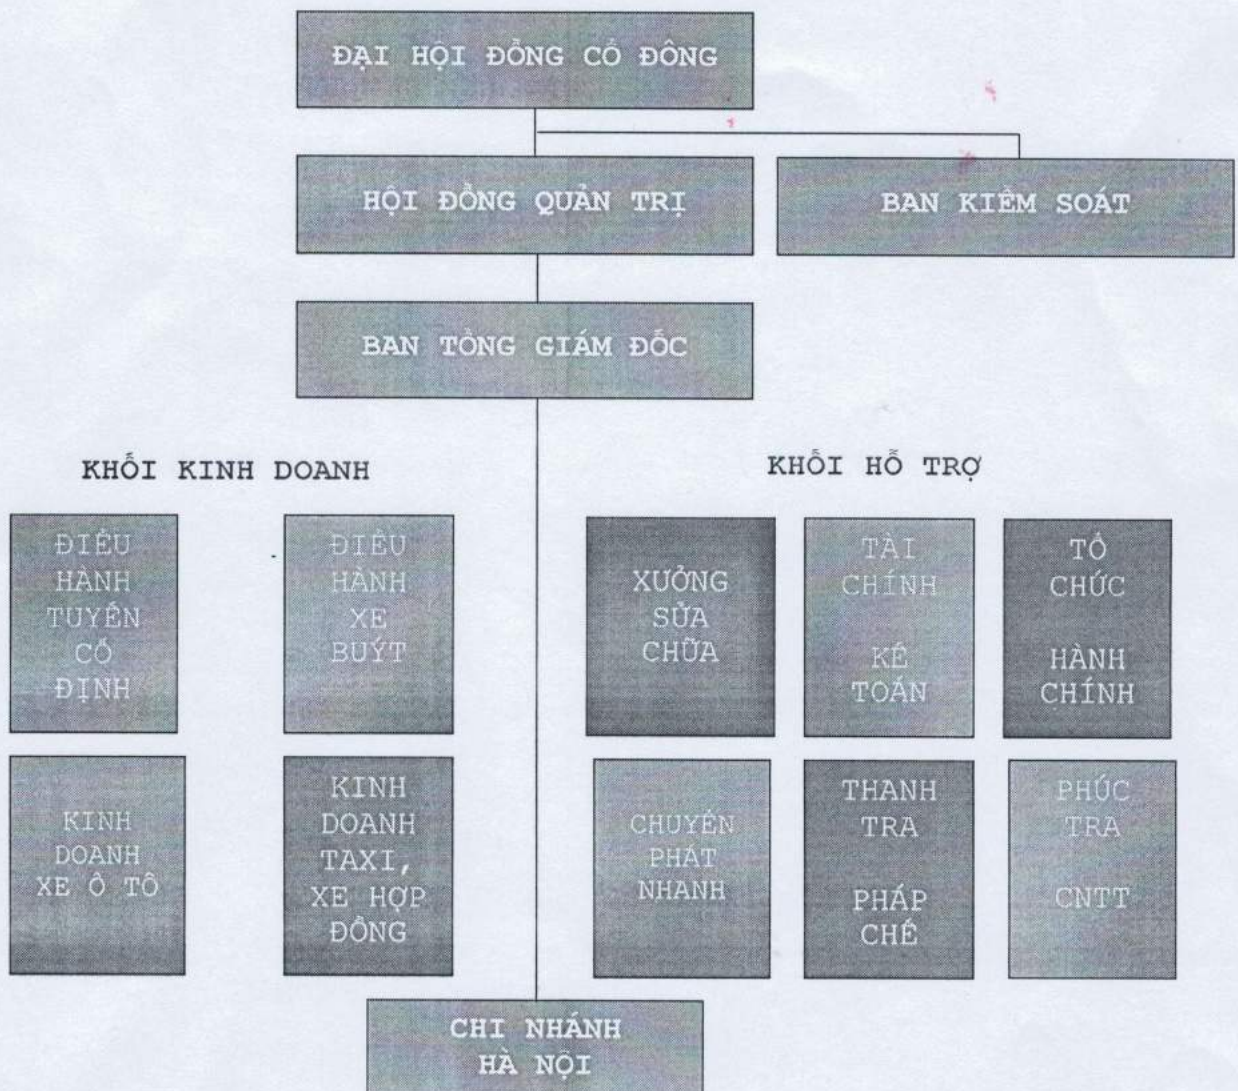 ĐẠI HỘI ĐỒNG CỔ ĐÔNG
HỘI ĐỒNG QUẢN TRỊ
BAN KIỂM SOÁT
BAN TỔNG GIÁM ĐỐC
KHỐI KINH DOANH
KHỐI HỖ TRỢ
ĐIỀU
HÀNH
TUYẾN
CỐ
ĐỊNH
ĐIỀU
HÀNH
XE
BUÝT
XƯỞNG
SỬA
CHỮA
TÀI
CHÍNH
KẾ
TOÁN
TỔ
CHỨC
HÀNH
CHÍNH
KINH
DOANH
XE Ô TÔ
KINH
DOANH
TAXI,
XE HỢP
ĐỒNG
CHUYỂN
PHÁT
NHANH
THANH
TRA
PHÁP
CHẾ
PHÚC
TRA
CNTT
CHI NHÁNH
HÀ NỘI